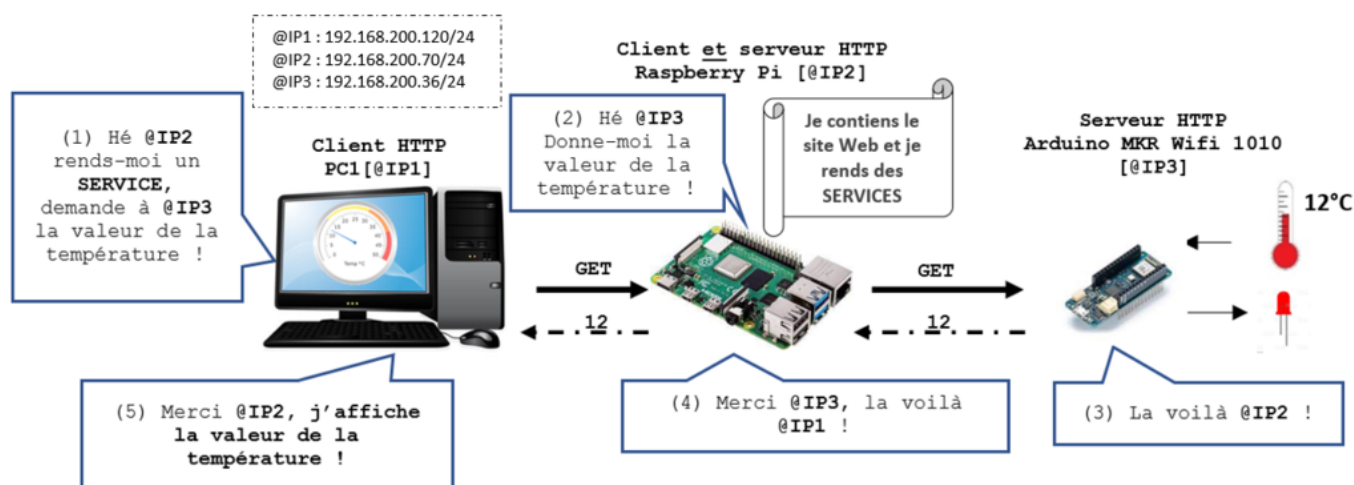 @IP1 : 192.168.200.120/24
@IP2 : 192.168.200.70/24
@IP3 : 192.168.200.36/24
(1) Hé @IP2
rends-moi un
SERVICE,
demande à @IP3
la valeur de la
température !
Client HTTP
PC1[@IP1]
Client et serveur HTTP
Raspberry Pi [@IP2]
(2) Hé @IP3
Donne-moi la
valeur de la
température !
Je contiens le
site Web et je
rends des
SERVICES
Serveur HTTP
Arduino MKR Wifi 1010
[@IP3]
12°C
Temp °C
GET
12
GET
12
(5) Merci @IP2, j'affiche
la valeur de la
température !
(4) Merci @IP3, la voilà
@IP1 !
(3) La voilà @IP2 !